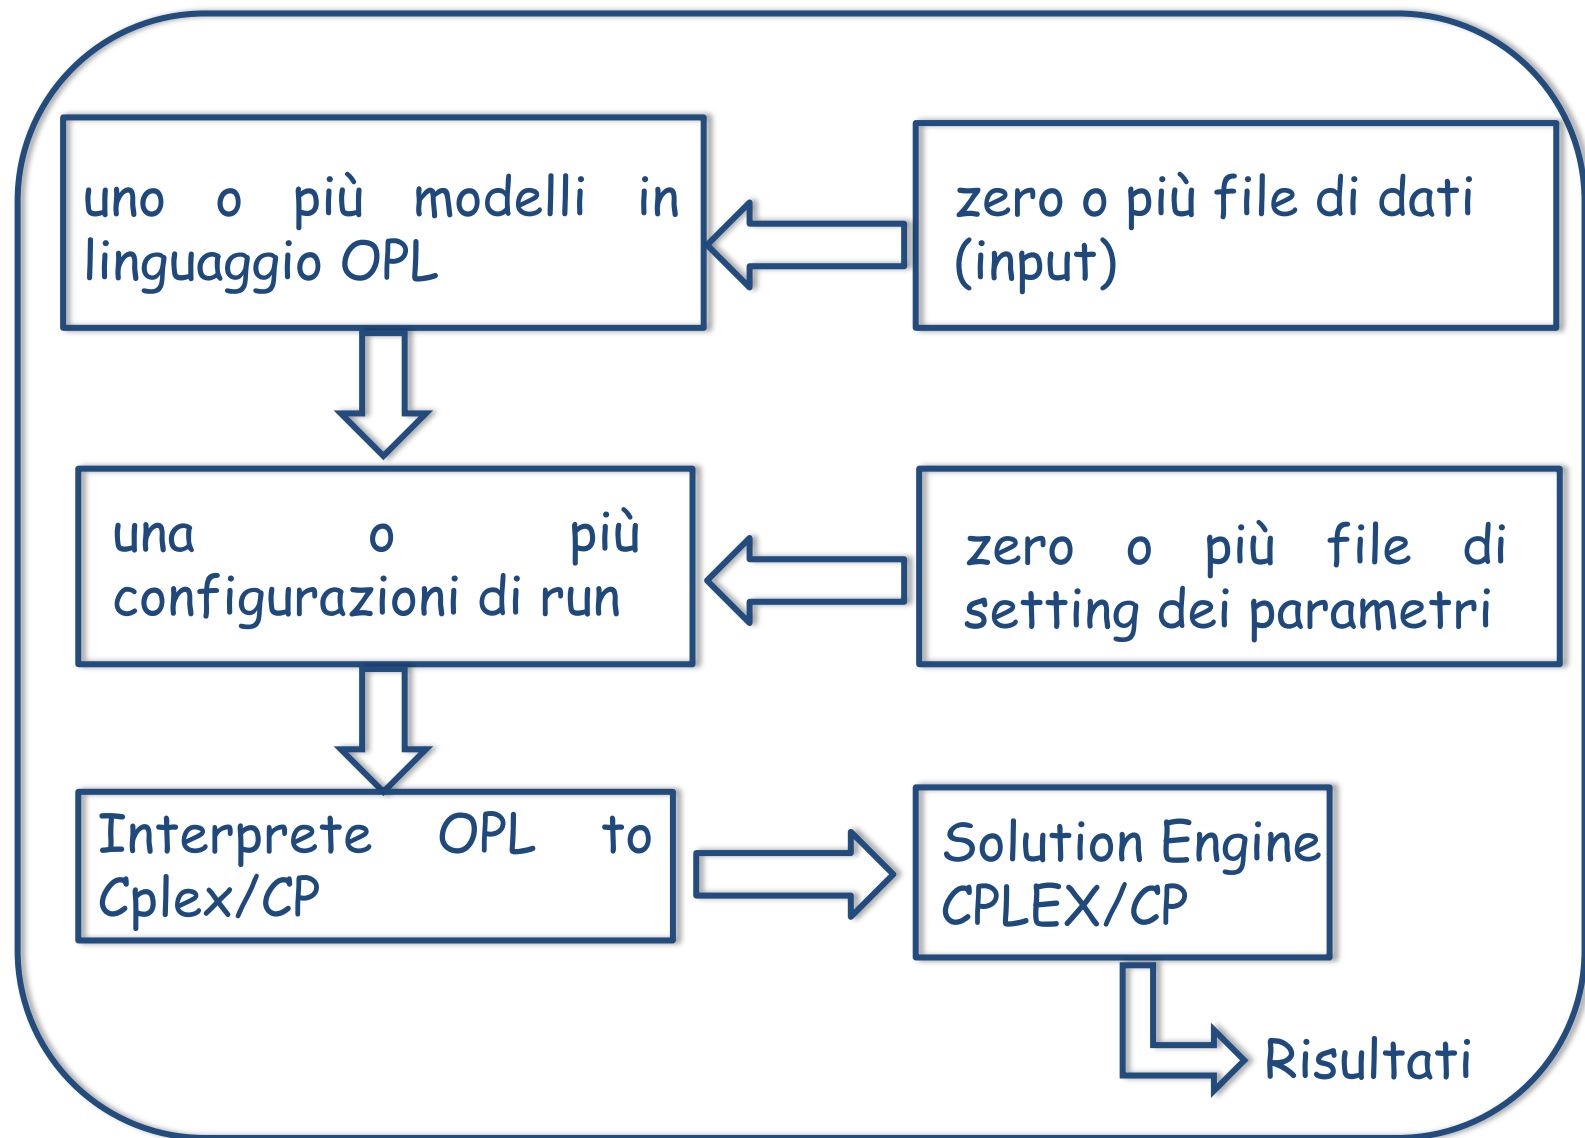 uno o più modelli in
linguaggio OPL
zero o più file di dati
(input)
una o più
configurazioni di run
zero o più file di
setting dei parametri
Interprete OPL to
Cplex/CP
Solution Engine
CPLEX/CP
Risultati